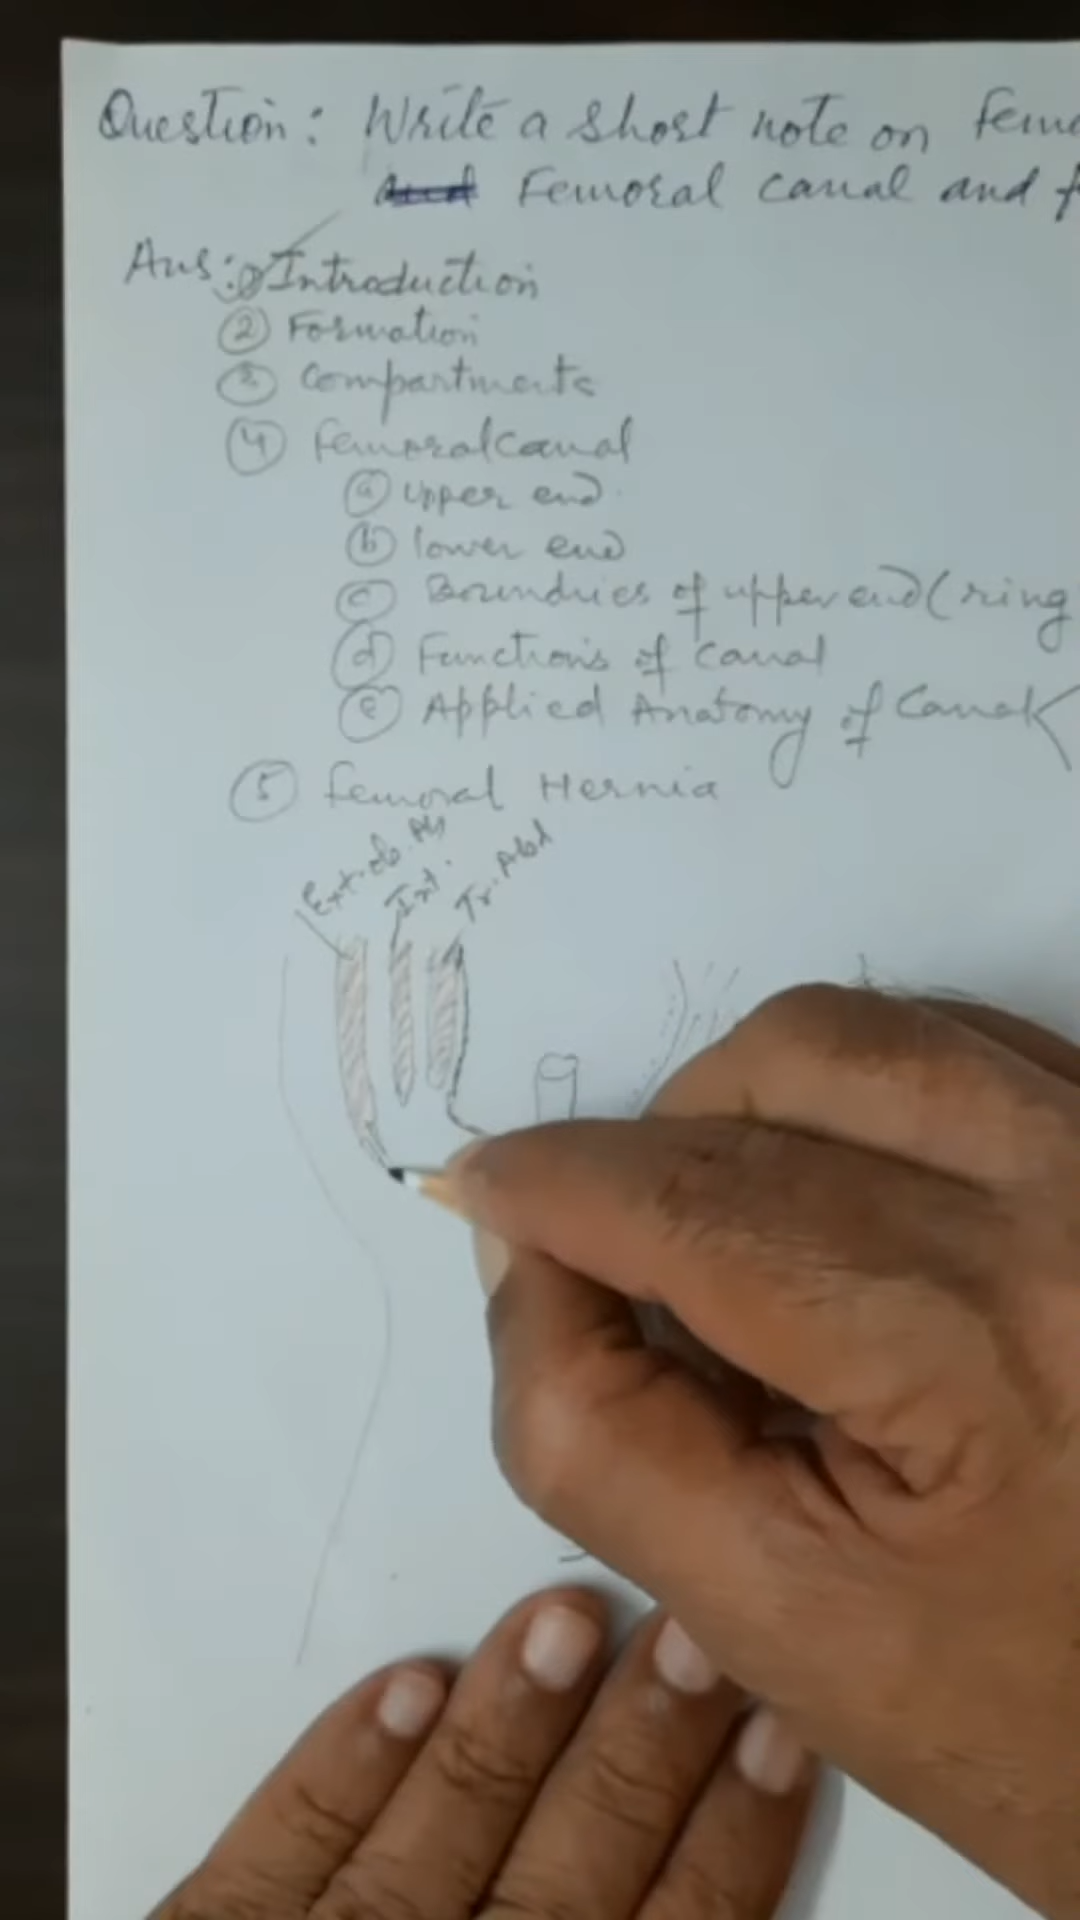 Question: Write a short note on
and Femoral canal and f
Ans: ① Introduction
② Formation
③ Compartments
④ Femoral Canal
ⓐ Upper end.
ⓑ lower end
ⓒ Boundries of upper end (ring
ⓓ Functions of Canal
ⓔ Applied Anatomy of Canal (
⑤ femoral Hernia
Ext. ob. Ab
Int.
Tr. Abd